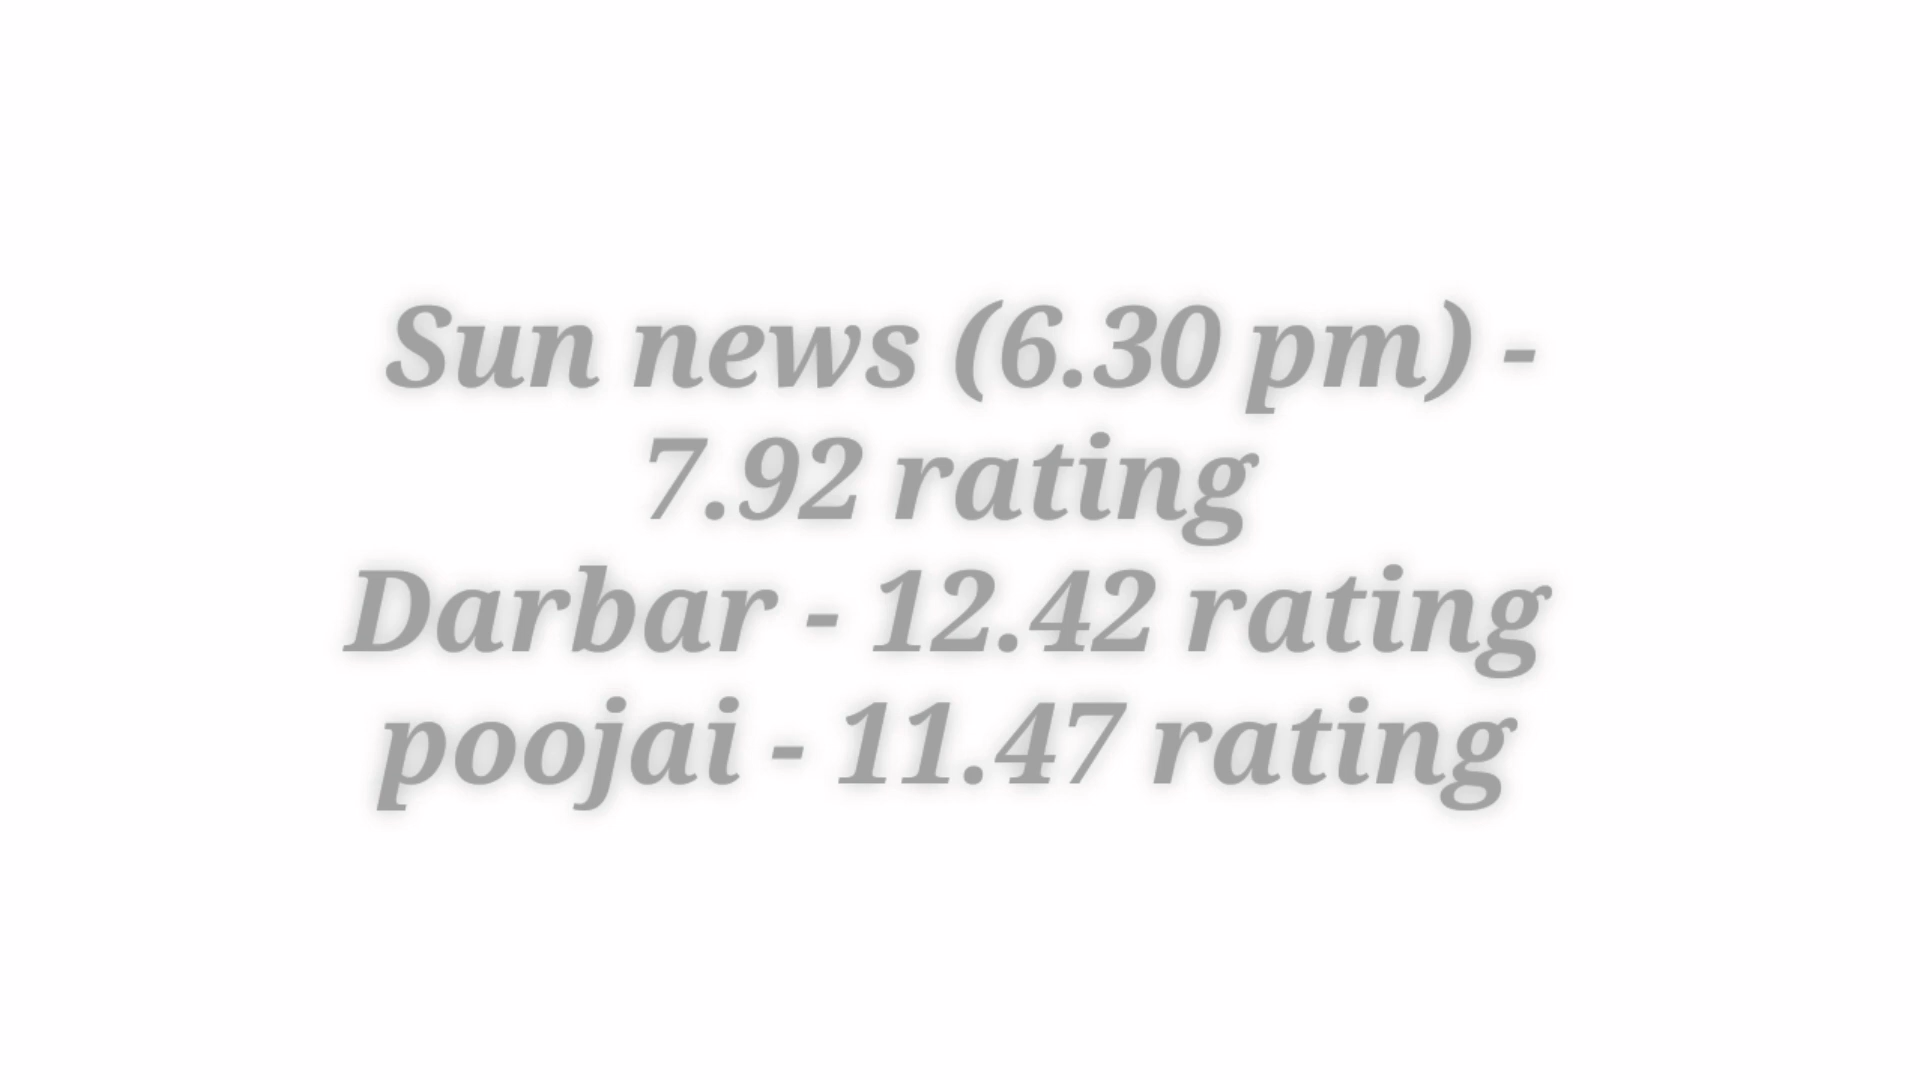 Sun news (6.30 pm) -
7.92 rating
Darbar - 12.42 rating
poojai - 11.47 rating